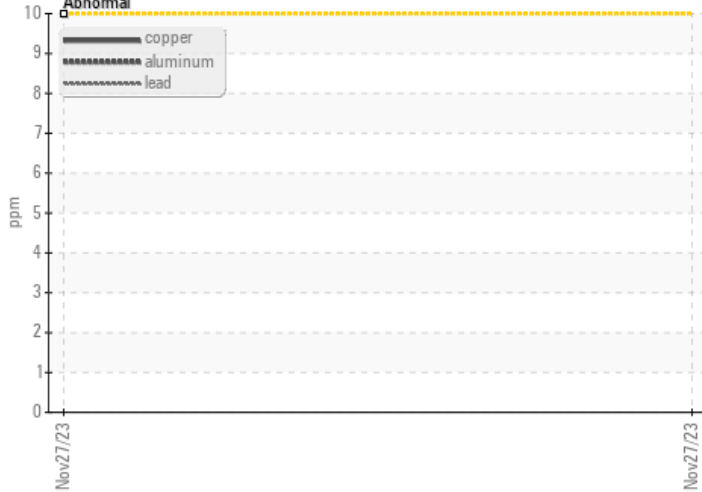 Abnormal
10
copper
aluminum
lead
9
8
7
6
5
4
3
2
1
0
ppm
Nov27/23
Nov27/23